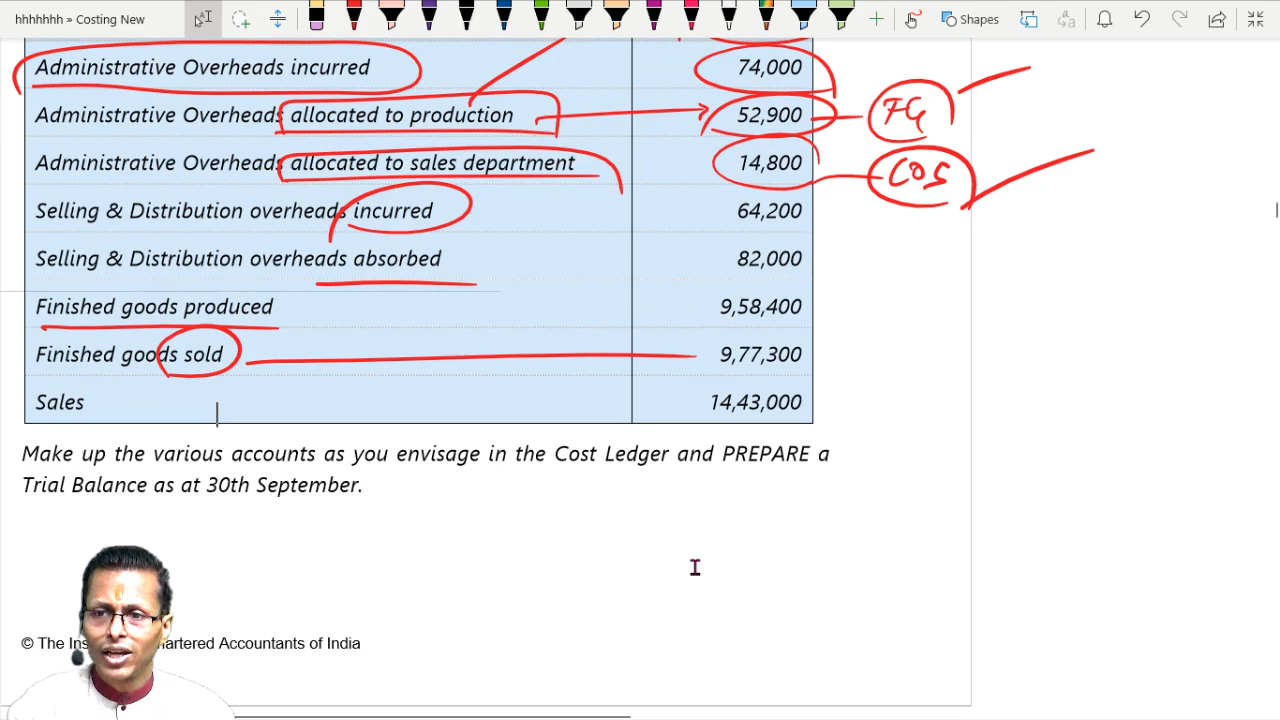 hhhhhhh » Costing New
Shapes
Administrative Overheads incurred 74,000
Administrative Overheads allocated to production 52,900 FG
Administrative Overheads allocated to sales department 14,800 COS
Selling & Distribution overheads incurred 64,200
Selling & Distribution overheads absorbed 82,000
Finished goods produced 9,58,400
Finished goods sold 9,77,300
Sales 14,43,000
Make up the various accounts as you envisage in the Cost Ledger and PREPARE a
Trial Balance as at 30th September.
© The Ins hartered Accountants of India